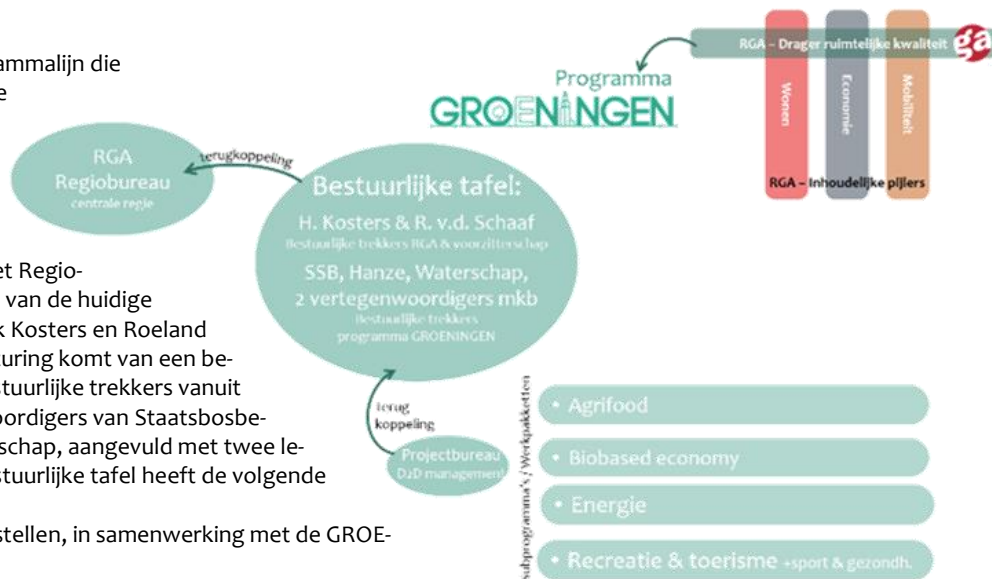 ammalijn die
e
et Regio-
van de huidige
k Kosters en Roeland
turing komt van een be-
stuurlijke trekkers vanuit
oordigers van Staatsbosbe-
schap, aangevuld met twee le-
stuurlijke tafel heeft de volgende
stellen, in samenwerking met de GROE-
RGA – Drager ruimtelijke kwaliteit
ga
Wonen
Economie
Mobiliteit
RGA – Inhoudelijke pijlers
Programma
GROENINGEN
RGA
Regiobureau
centrale regie
terugkoppeling
Bestuurlijke tafel:
H. Kosters & R. v.d. Schaaf
Bestuurlijke trekkers RGA & voorzitterschap
SSB, Hanze, Waterschap,
2 vertegenwoordigers mkb
Bestuurlijke trekkers
programma GROENINGEN
terug
koppeling
Projectbureau
D2D management
subprogramma's / Werkpakketten
• Agrifood
• Biobased economy
• Energie
• Recreatie & toerisme +sport & gezondh.